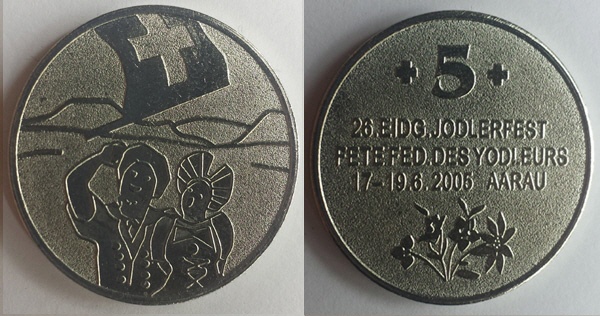 5
26.EIDG.JODLERFEST
FETE FED.DES YODLEURS
17-19.6.2005 AARAU